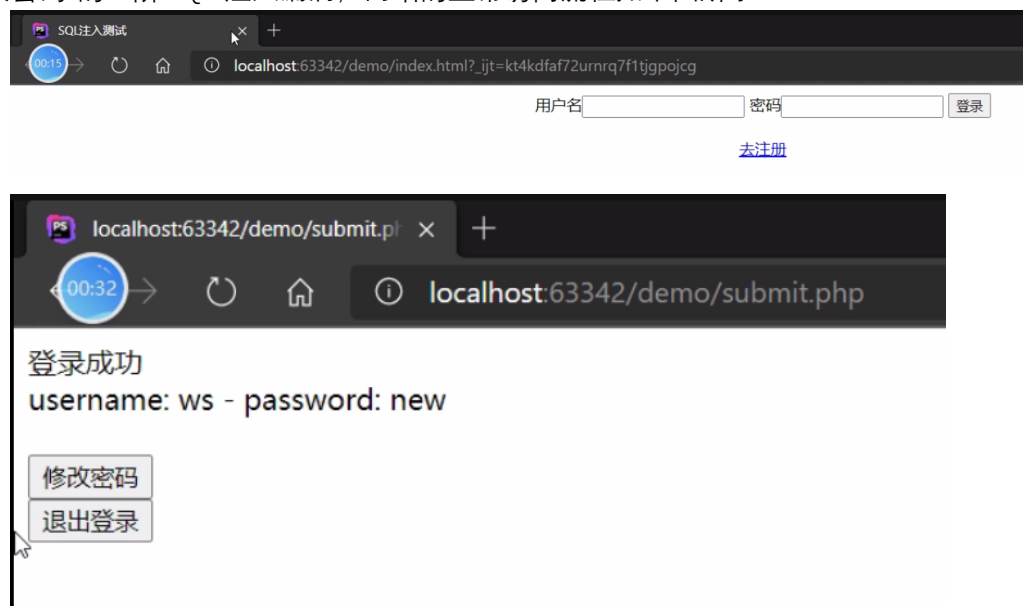 SQL注入测试
00:15
localhost:63342/demo/index.html?_ijt=kt4kdfaf72urnrq7f1tjgpojcg
用户名 密码 登录
去注册
localhost:63342/demo/submit.ph
00:32
localhost:63342/demo/submit.php
登录成功
username: ws - password: new
修改密码
退出登录